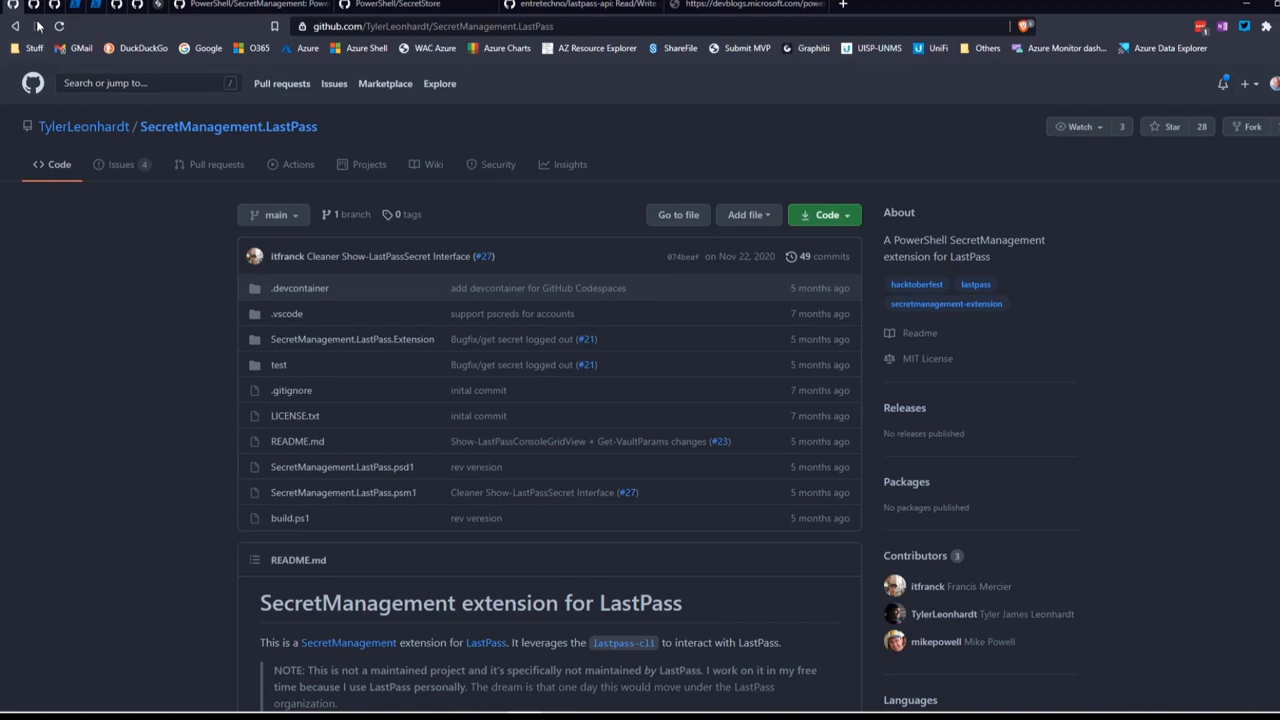 PowerShell/SecretManagement: Pow
PowerShell/SecretStore
entretechno/lastpass-api: Read/Write
https://devblogs.microsoft.com/pow
github.com/TylerLeonhardt/SecretManagement.LastPass
Stuff GMail DuckDuckGo Google O365 Azure Azure Shell WAC Azure Azure Charts AZ Resource Explorer ShareFile Submit MVP Graphitii UISP-UNMS UniFi Others Azure Monitor dash... Azure Data Explorer
Search or jump to... / Pull requests Issues Marketplace Explore
TylerLeonhardt / SecretManagement.LastPass Watch 3 Star 28 Fork
Code Issues 4 Pull requests Actions Projects Wiki Security Insights
main 1 branch 0 tags Go to file Add file Code
itfranck Cleaner Show-LastPassSecret Interface (#27) 074beaf on Nov 22, 2020 49 commits
.devcontainer add devcontainer for GitHub Codespaces 5 months ago
.vscode support pscreds for accounts 7 months ago
SecretManagement.LastPass.Extension Bugfix/get secret logged out (#21) 5 months ago
test Bugfix/get secret logged out (#21) 5 months ago
.gitignore inital commit 7 months ago
LICENSE.txt inital commit 7 months ago
README.md Show-LastPassConsoleGridView + Get-VaultParams changes (#23) 5 months ago
SecretManagement.LastPass.psd1 rev veresion 5 months ago
SecretManagement.LastPass.psm1 Cleaner Show-LastPassSecret Interface (#27) 5 months ago
build.ps1 rev veresion 5 months ago
README.md
SecretManagement extension for LastPass
This is a SecretManagement extension for LastPass. It leverages the lastpass-cli to interact with LastPass.
NOTE: This is not a maintained project and it's specifically not maintained by LastPass. I work on it in my free
time because I use LastPass personally. The dream is that one day this would move under the LastPass
organization.
About
A PowerShell SecretManagement
extension for LastPass
hacktoberfest lastpass
secretmanagement-extension
Readme
MIT License
Releases
No releases published
Packages
No packages published
Contributors 3
itfranck Francis Mercier
TylerLeonhardt Tyler James Leonhardt
mikepowell Mike Powell
Languages